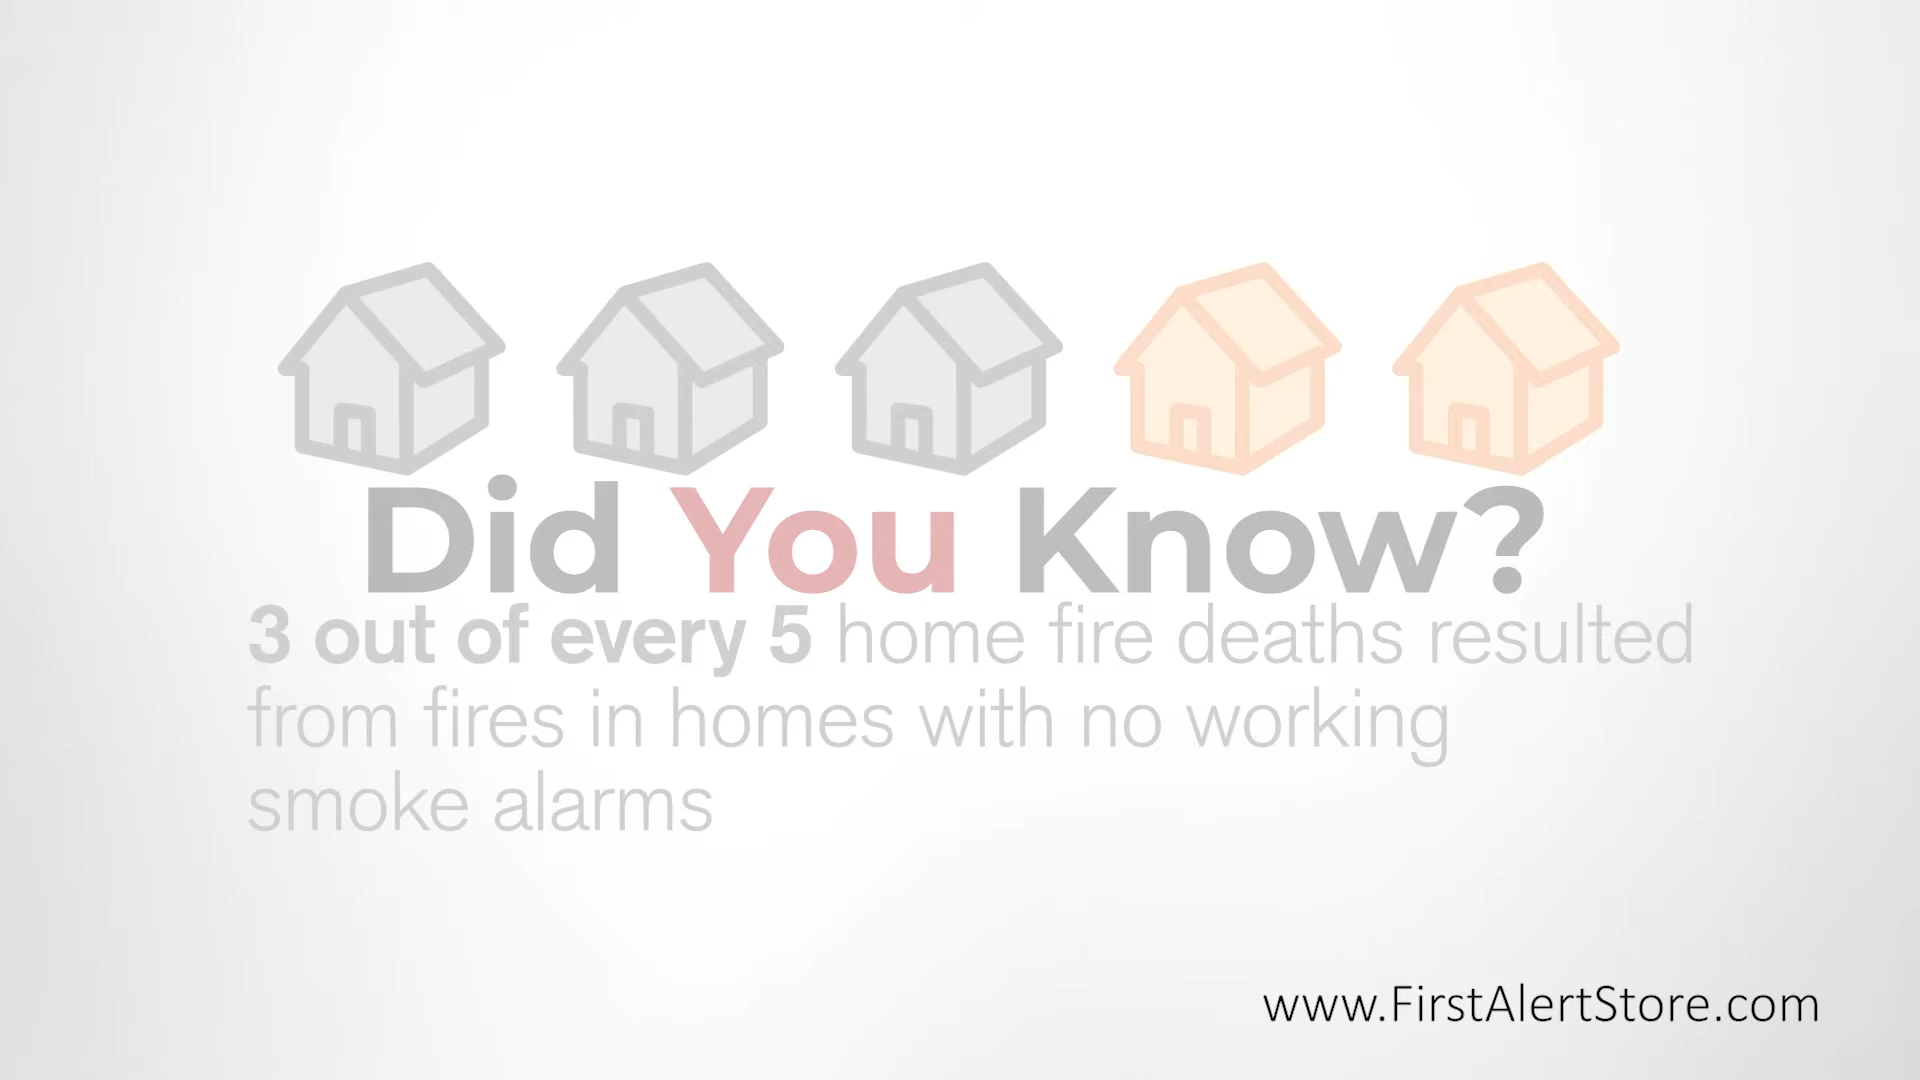 Did You Know?
3 out of every 5 home fire deaths resulted
from fires in homes with no working
smoke alarms
www.FirstAlertStore.com